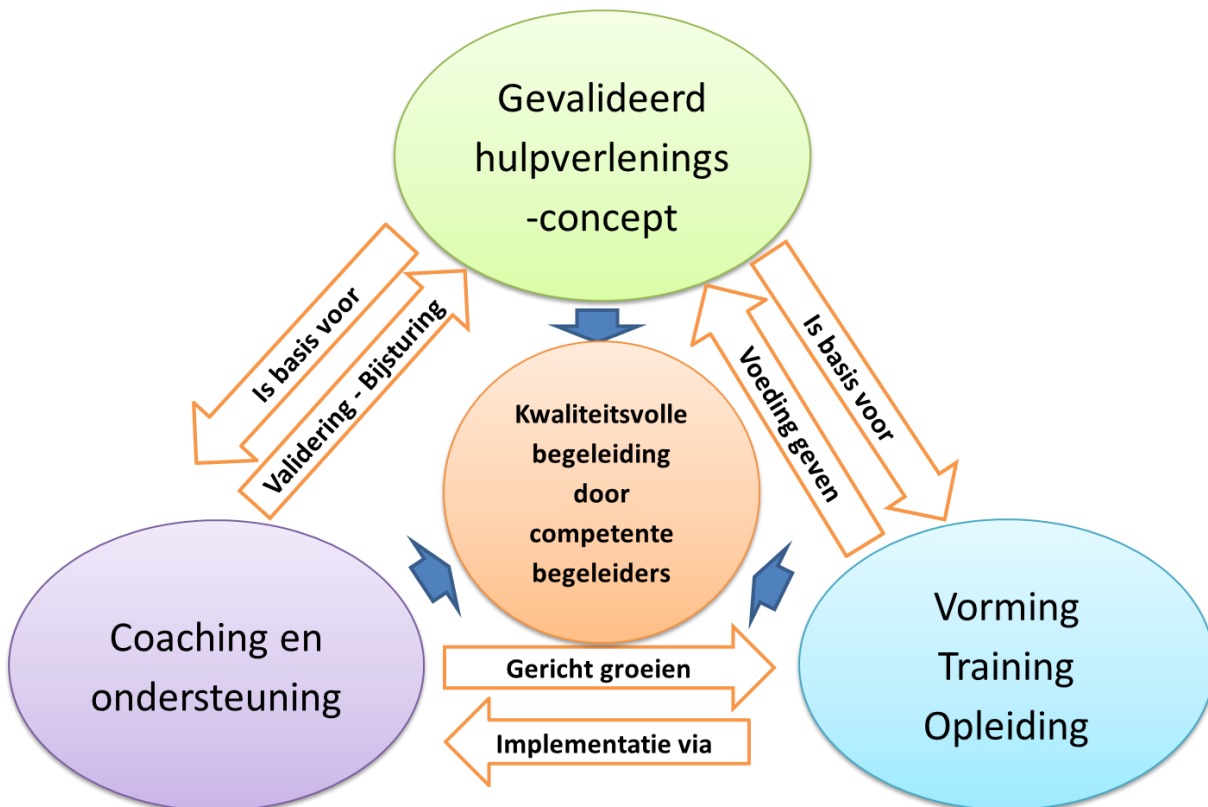 Gevalideerd
hulpverlenings
-concept
Is basis voor
Validering - Bijsturing
Voeding geven
Is basis voor
Kwaliteitsvolle
begeleiding
door
competente
begeleiders
Coaching en
ondersteuning
Gericht groeien
Implementatie via
Vorming
Training
Opleiding